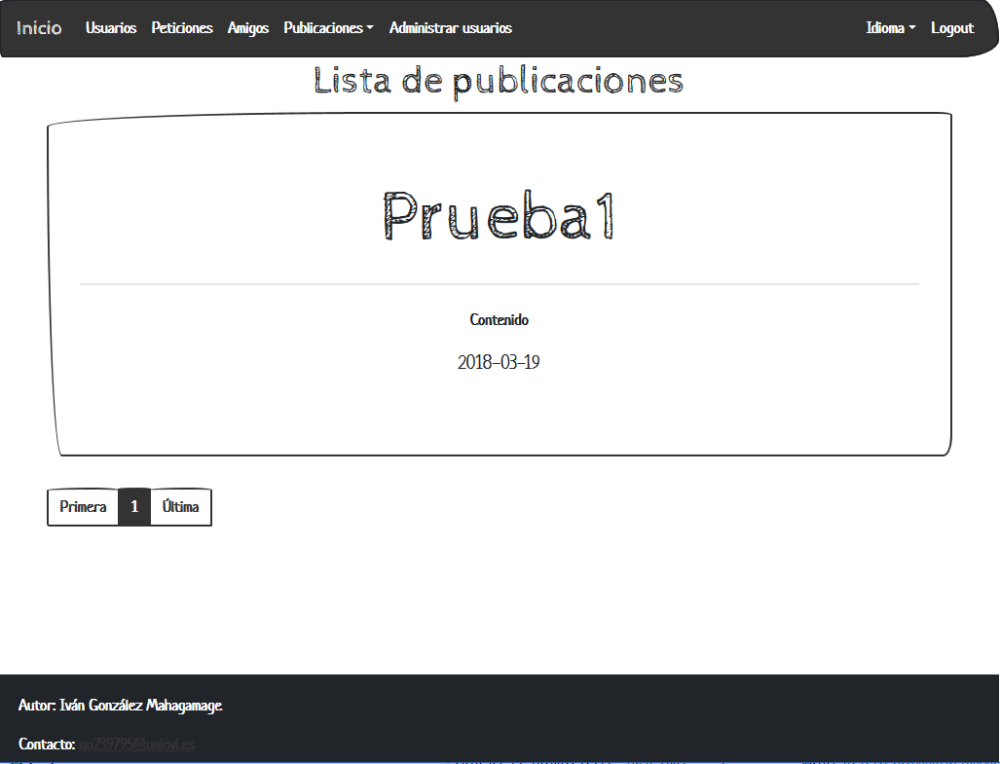 Inicio Usuarios Peticiones Amigos Publicaciones Administrar usuarios Idioma Logout
Lista de publicaciones
Prueba1
Contenido
2018-03-19
Primera 1 Última
Autor: Iván González Mahagamage.
Contacto: uo239795@uniovi.es